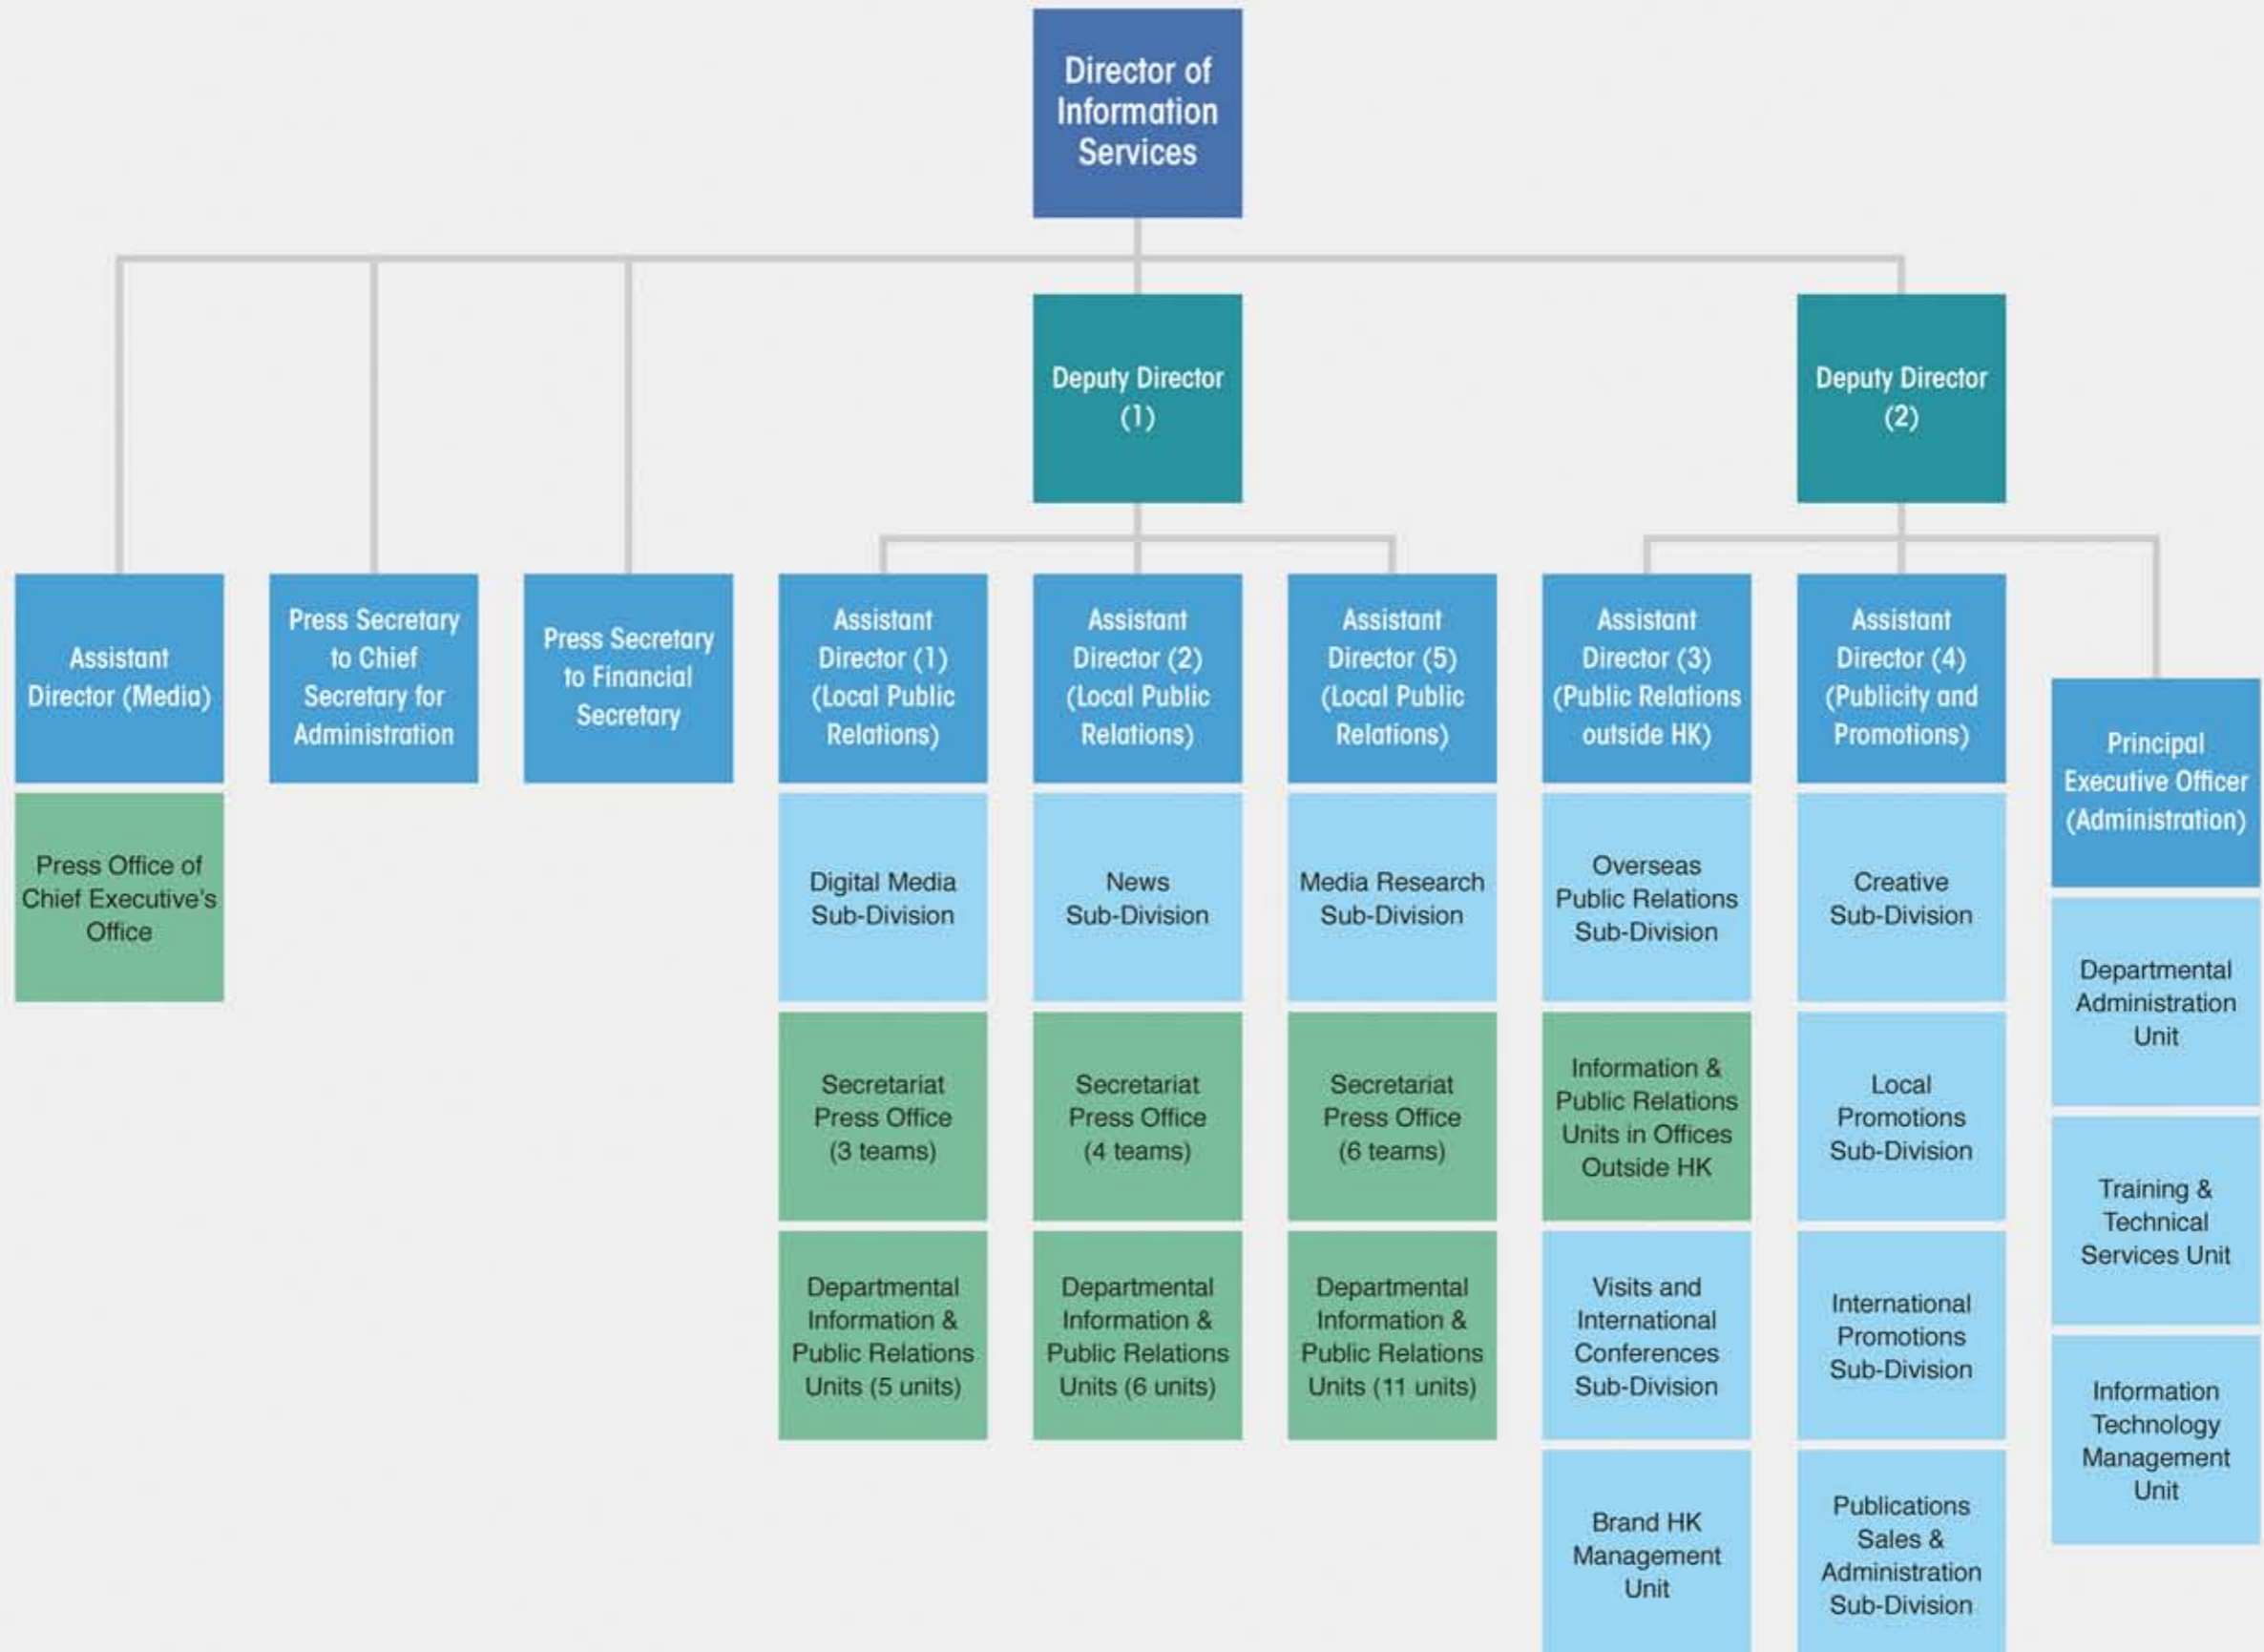 Director of
Information
Services
Deputy Director
(1)
Deputy Director
(2)
Assistant
Director (Media)
Press Secretary
to Chief
Secretary for
Administration
Press Secretary
to Financial
Secretary
Assistant
Director (1)
(Local Public
Relations)
Assistant
Director (2)
(Local Public
Relations)
Assistant
Director (5)
(Local Public
Relations)
Assistant
Director (3)
(Public Relations
outside HK)
Assistant
Director (4)
(Publicity and
Promotions)
Principal
Executive Officer
(Administration)
Press Office of
Chief Executive's
Office
Digital Media
Sub-Division
News
Sub-Division
Media Research
Sub-Division
Overseas
Public Relations
Sub-Division
Creative
Sub-Division
Departmental
Administration
Unit
Secretariat
Press Office
(3 teams)
Secretariat
Press Office
(4 teams)
Secretariat
Press Office
(6 teams)
Information &
Public Relations
Units in Offices
Outside HK
Local
Promotions
Sub-Division
Training &
Technical
Services Unit
Departmental
Information &
Public Relations
Units (5 units)
Departmental
Information &
Public Relations
Units (6 units)
Departmental
Information &
Public Relations
Units (11 units)
Visits and
International
Conferences
Sub-Division
International
Promotions
Sub-Division
Information
Technology
Management
Unit
Brand HK
Management
Unit
Publications
Sales &
Administration
Sub-Division